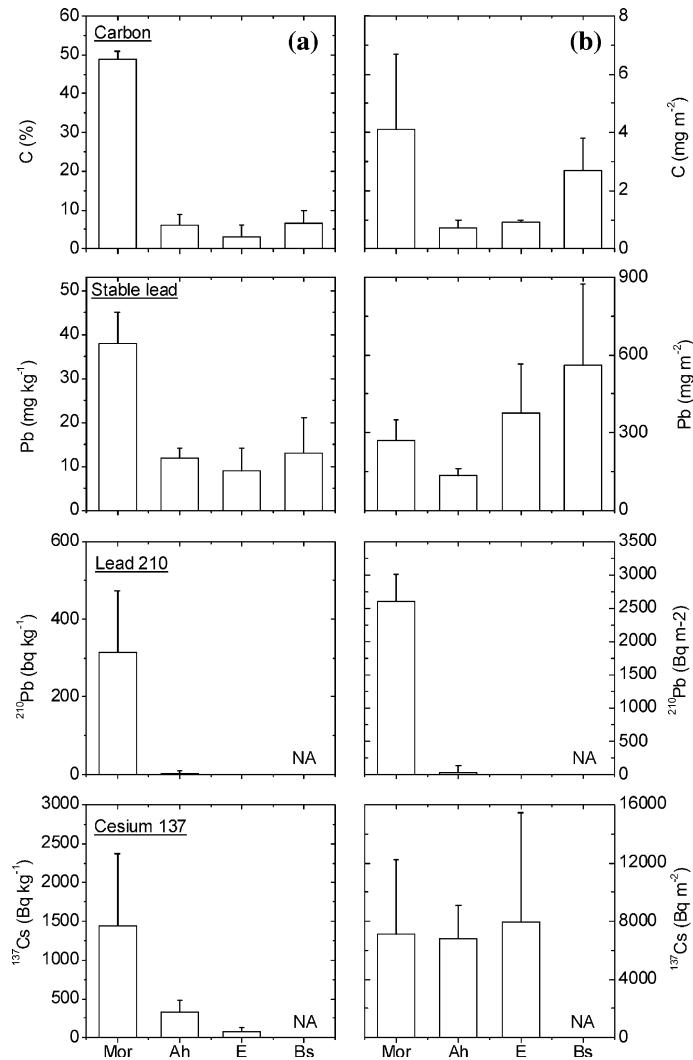 Carbon
(a)
60
50
40
30
20
10
0
C (%)
(b)
8
6
4
2
0
C (mg m-2)
Stable lead
50
40
30
20
10
0
Pb (mg kg-1)
900
600
300
0
Pb (mg m-2)
Lead 210
600
400
300
0
210Pb (bq kg-1)
NA
3500
3000
2500
2000
1500
1000
750
250
0
210Pb (Bq m-2)
NA
Cesium 137
3000
2500
2000
1500
1000
500
0
137Cs (Bq kg-1)
NA
Mor Ah E Bs
16000
12000
8000
4000
0
137Cs (Bq m-2)
NA
Mor Ah E Bs